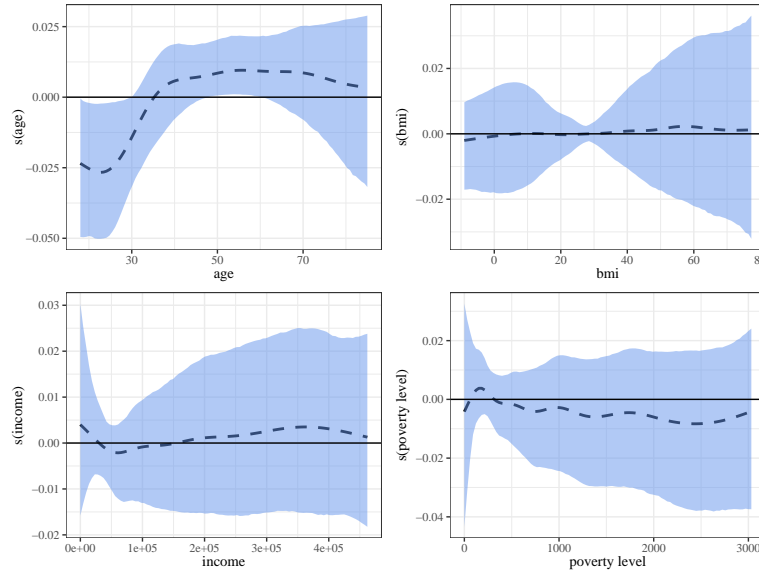 0.025
0.000
−0.025
−0.050
s(age)
30
50
70
age
0.02
0.00
−0.02
s(bmi)
0
20
40
60
80
bmi
0.03
0.02
0.01
0.00
−0.01
−0.02
s(income)
0e+00
1e+05
2e+05
3e+05
4e+05
income
0.02
0.00
−0.02
−0.04
s(poverty level)
0
1000
2000
3000
poverty level